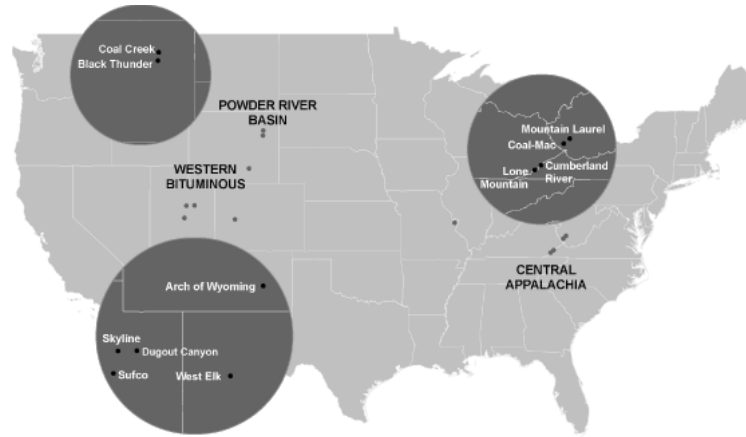 Coal Creek
Black Thunder
POWDER RIVER
BASIN
WESTERN
BITUMINOUS
Mountain Laurel
Coal-Mac
Lone
Mountain
Cumberland
River
CENTRAL
APPALACHIA
Arch of Wyoming
Skyline
Dugout Canyon
Sufco
West Elk